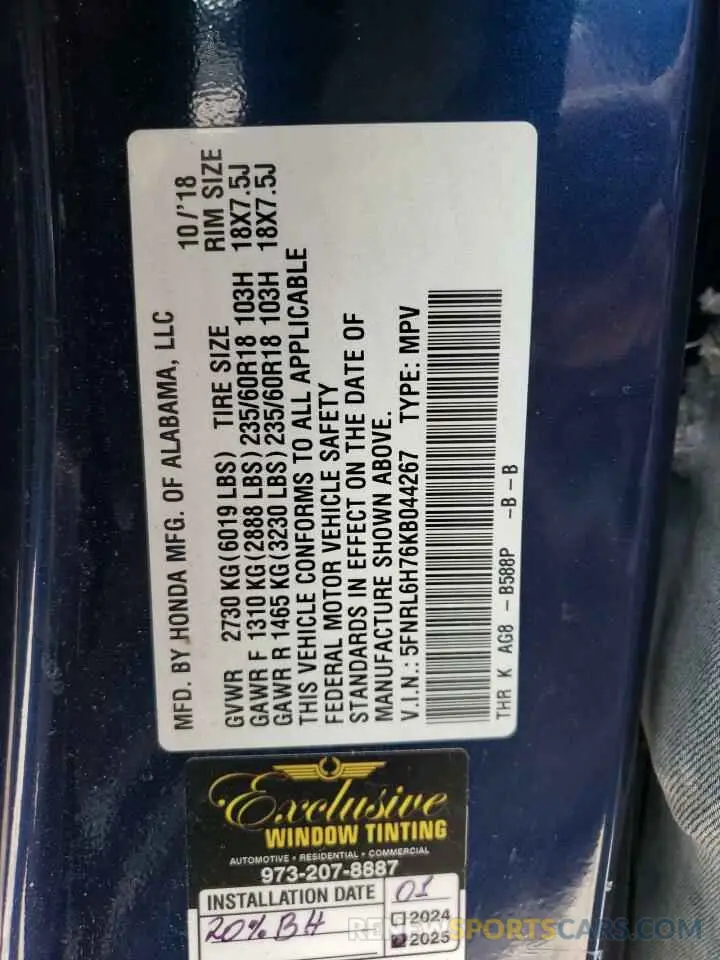 MFD. BY HONDA MFG. OF ALABAMA, LLC 10/'18
GVWR 2730 KG (6019 LBS) TIRE SIZE RIM SIZE
GAWR F 1310 KG (2888 LBS) 235/60R18 103H 18X7.5J
GAWR R 1465 KG (3230 LBS) 235/60R18 103H 18X7.5J
THIS VEHICLE CONFORMS TO ALL APPLICABLE
FEDERAL MOTOR VEHICLE SAFETY
STANDARDS IN EFFECT ON THE DATE OF
MANUFACTURE SHOWN ABOVE.
V.I.N.: 5FNRL6H76KB044267 TYPE: MPV
THR K AG8 - B588P - B - B
Exclusive
WINDOW TINTING
AUTOMOTIVE • RESIDENTIAL • COMMERCIAL
973-207-8887
INSTALLATION DATE 01
20% BH 2024
2025
RENEWSPORTCARS.COM